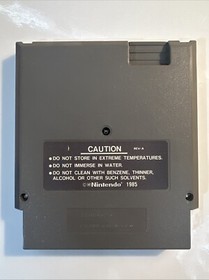 CAUTION
●DO NOT STORE IN EXTREME TEMPERATURES.
●DO NOT IMMERSE IN WATER.
●DO NOT CLEAN WITH BENZENE, THINNER,
ALCOHOL OR OTHER SUCH SOLVENTS.
©®Nintendo 1985